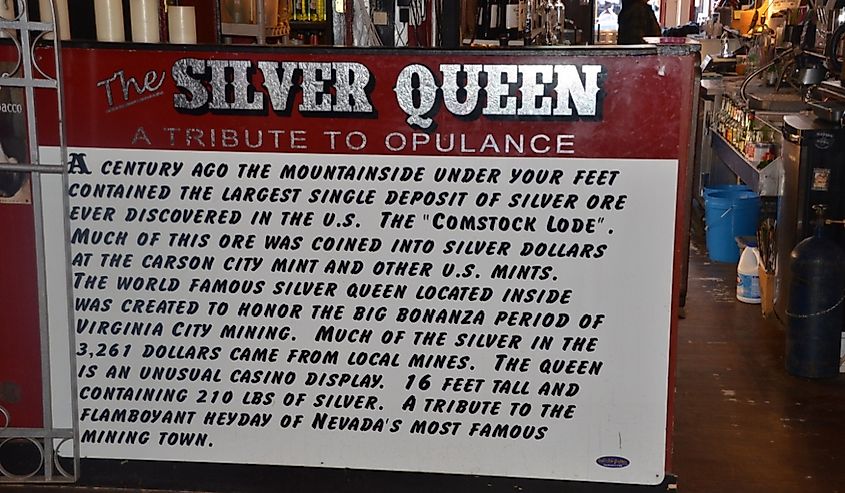 The SILVER QUEEN
A TRIBUTE TO OPULANCE
A CENTURY AGO THE MOUNTAINSIDE UNDER YOUR FEET
CONTAINED THE LARGEST SINGLE DEPOSIT OF SILVER ORE
EVER DISCOVERED IN THE U.S. THE "COMSTOCK LODE".
MUCH OF THIS ORE WAS COINED INTO SILVER DOLLARS
AT THE CARSON CITY MINT AND OTHER U.S. MINTS.
THE WORLD FAMOUS SILVER QUEEN LOCATED INSIDE
WAS CREATED TO HONOR THE BIG BONANZA PERIOD OF
VIRGINIA CITY MINING. MUCH OF THE SILVER IN THE
3,261 DOLLARS CAME FROM LOCAL MINES. THE QUEEN
IS AN UNUSUAL CASINO DISPLAY. 16 FEET TALL AND
CONTAINING 210 LBS OF SILVER. A TRIBUTE TO THE
FLAMBOYANT HEYDAY OF NEVADA'S MOST FAMOUS
MINING TOWN.